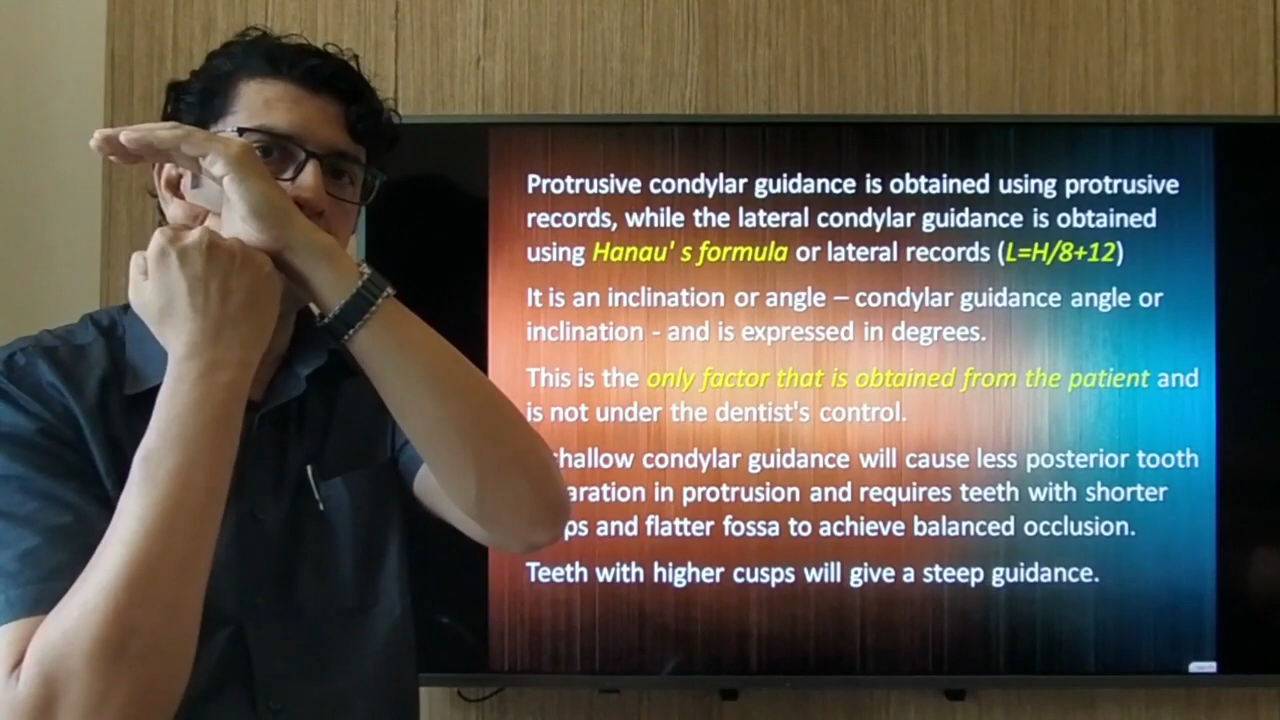 Protrusive condylar guidance is obtained using protrusive
records, while the lateral condylar guidance is obtained
using Hanau' s formula or lateral records (L=H/8+12)
It is an inclination or angle – condylar guidance angle or
inclination - and is expressed in degrees.
This is the only factor that is obtained from the patient and
is not under the dentist's control.
condylar guidance will cause less posterior tooth
in protrusion and requires teeth with shorter
and flatter fossa to achieve balanced occlusion.
Teeth with higher cusps will give a steep guidance.